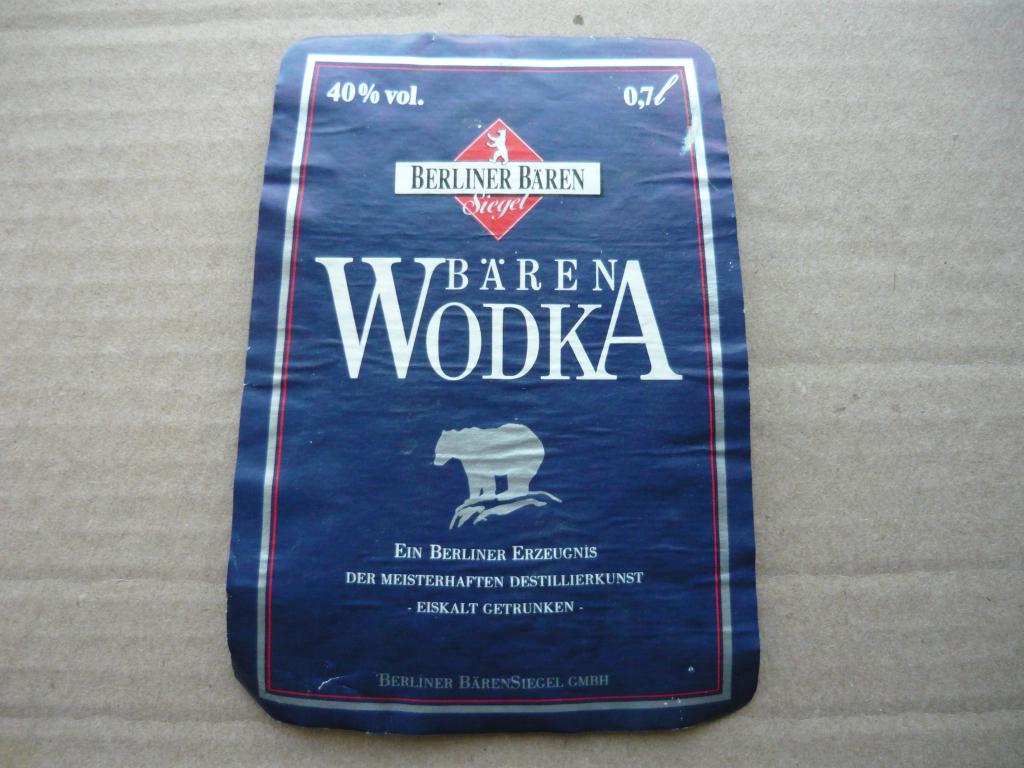 40% vol. 0,7l
BERLINER BÄREN
Siegel
BÄREN
WODKA
EIN BERLINER ERZEUGNIS
DER MEISTERHAFTEN DESTILLIERKUNST
- EISKALT GETRUNKEN -
BERLINER BÄRENSIEGEL GMBH